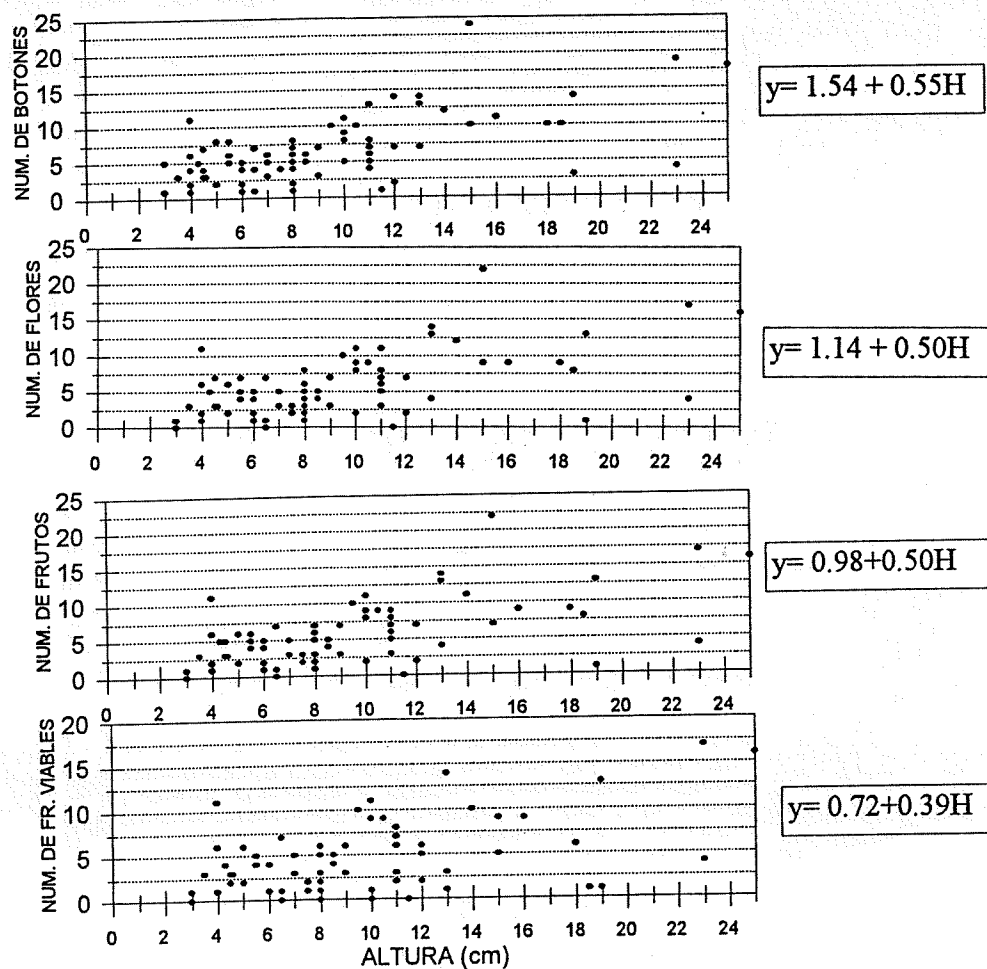 NUM. DE BOTONES
25
20
15
10
5
0
0 2 4 6 8 10 12 14 16 18 20 22 24
y= 1.54 + 0.55H
NUM. DE FLORES
25
20
15
10
5
0
0 2 4 6 8 10 12 14 16 18 20 22 24
y= 1.14 + 0.50H
NUM. DE FRUTOS
25
20
15
10
5
0
0 2 4 6 8 10 12 14 16 18 20 22 24
y= 0.98+0.50H
NUM. DE FR. VIABLES
20
15
10
5
0
0 2 4 6 8 10 12 14 16 18 20 22 24
y= 0.72+0.39H
ALTURA (cm)